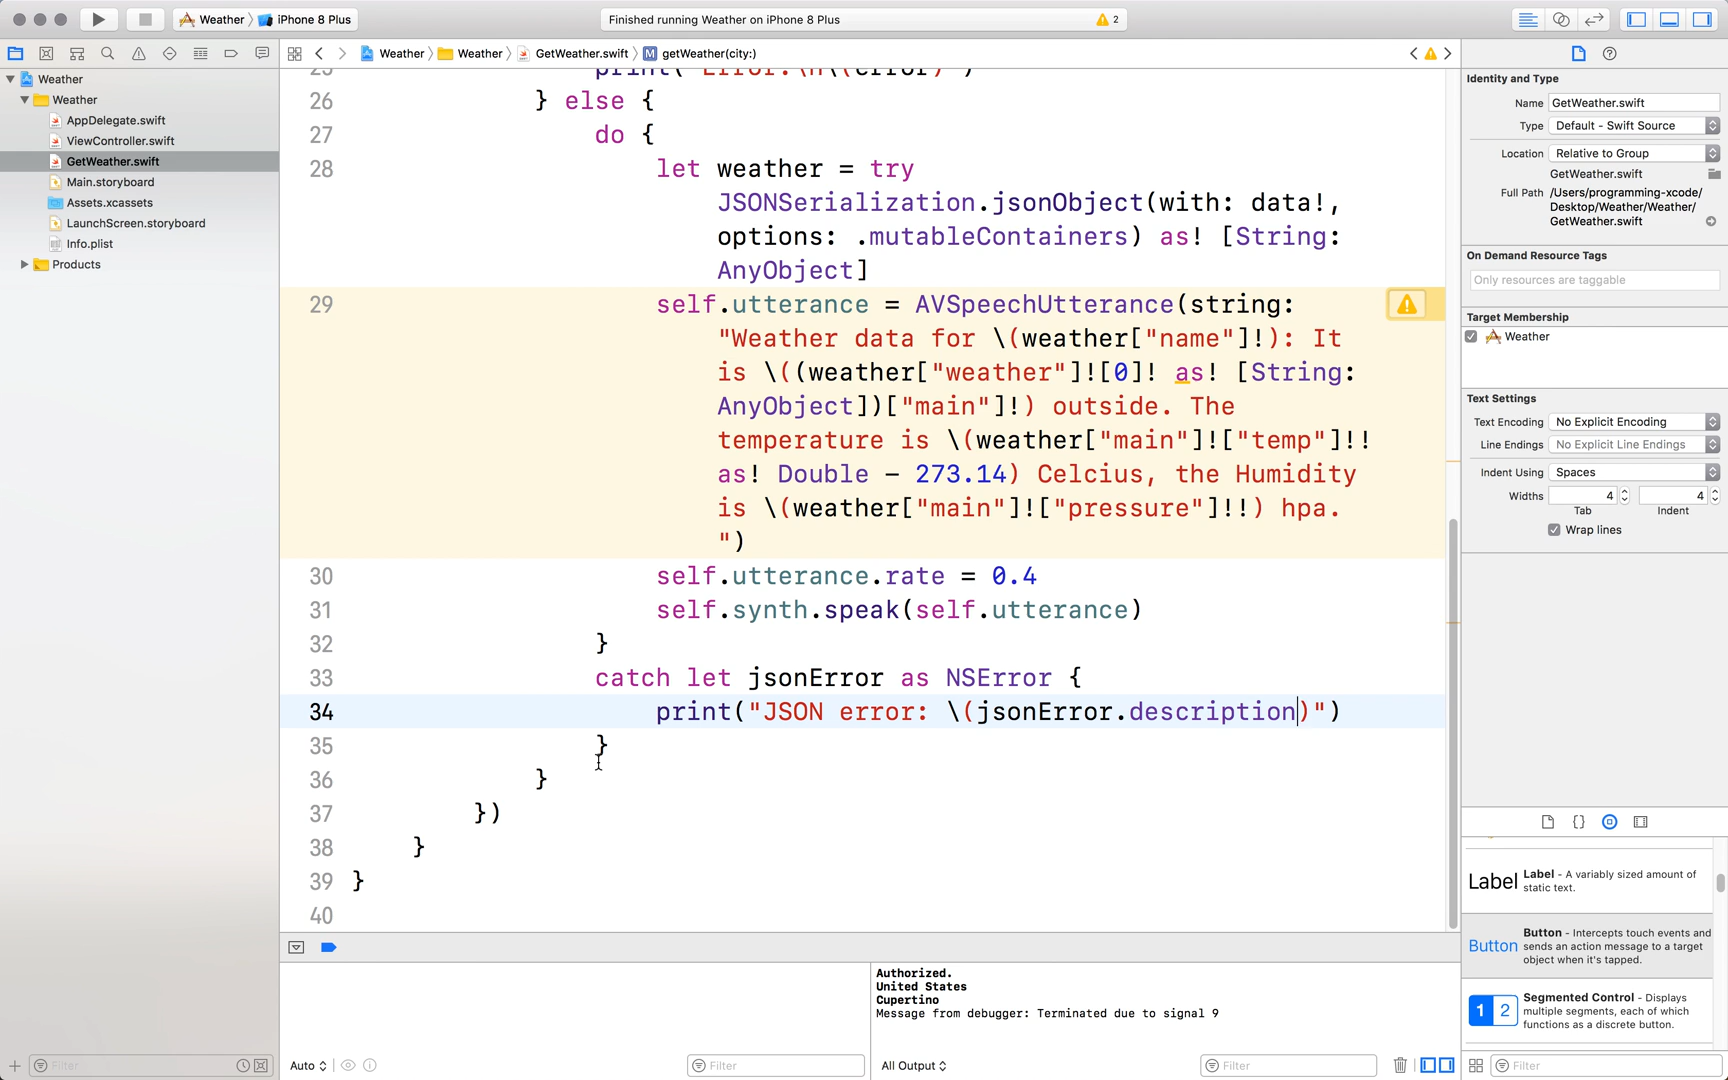 Weather
iPhone 8 Plus
Finished running Weather on iPhone 8 Plus
2
Weather
Weather
GetWeather.swift
M
getWeather(city:)
Weather
Weather
AppDelegate.swift
ViewController.swift
GetWeather.swift
Main.storyboard
Assets.xcassets
LaunchScreen.storyboard
Info.plist
Products
25 print("Error:\n\(error)")
26 } else {
27 do {
28 let weather = try
JSONSerialization.jsonObject(with: data!,
options: .mutableContainers) as! [String:
AnyObject]
29 self.utterance = AVSpeechUtterance(string:
"Weather data for \(weather["name"]!): It
is \((weather["weather"]![0]! as! [String:
AnyObject])["main"]!) outside. The
temperature is \(weather["main"]!["temp"]!!
as! Double - 273.14) Celcius, the Humidity
is \(weather["main"]!["pressure"]!!) hpa.
")
30 self.utterance.rate = 0.4
31 self.synth.speak(self.utterance)
32 }
33 catch let jsonError as NSError {
34 print("JSON error: \(jsonError.description)")
35 }
36 }
37 })
38 }
39 }
40
Authorized.
United States
Cupertino
Message from debugger: Terminated due to signal 9
Filter
Auto
Filter
All Output
Filter
Filter
Identity and Type
Name GetWeather.swift
Type Default - Swift Source
Location Relative to Group
GetWeather.swift
Full Path /Users/programming-xcode/
Desktop/Weather/Weather/
GetWeather.swift
On Demand Resource Tags
Only resources are taggable
Target Membership
Weather
Text Settings
Text Encoding No Explicit Encoding
Line Endings No Explicit Line Endings
Indent Using Spaces
Widths 4 4
Tab Indent
Wrap lines
{}
Label
Label - A variably sized amount of
static text.
Button
Button - Intercepts touch events and
sends an action message to a target
object when it's tapped.
1 2
Segmented Control - Displays
multiple segments, each of which
functions as a discrete button.